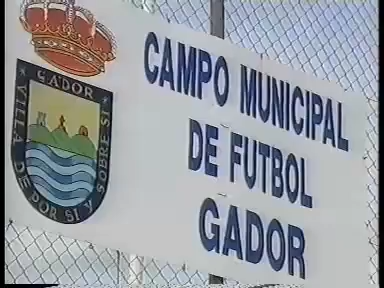 GADOR
VILLA DE POR SI Y SOBRE SI
CAMPO MUNICIPAL
DE FUTBOL
GADOR